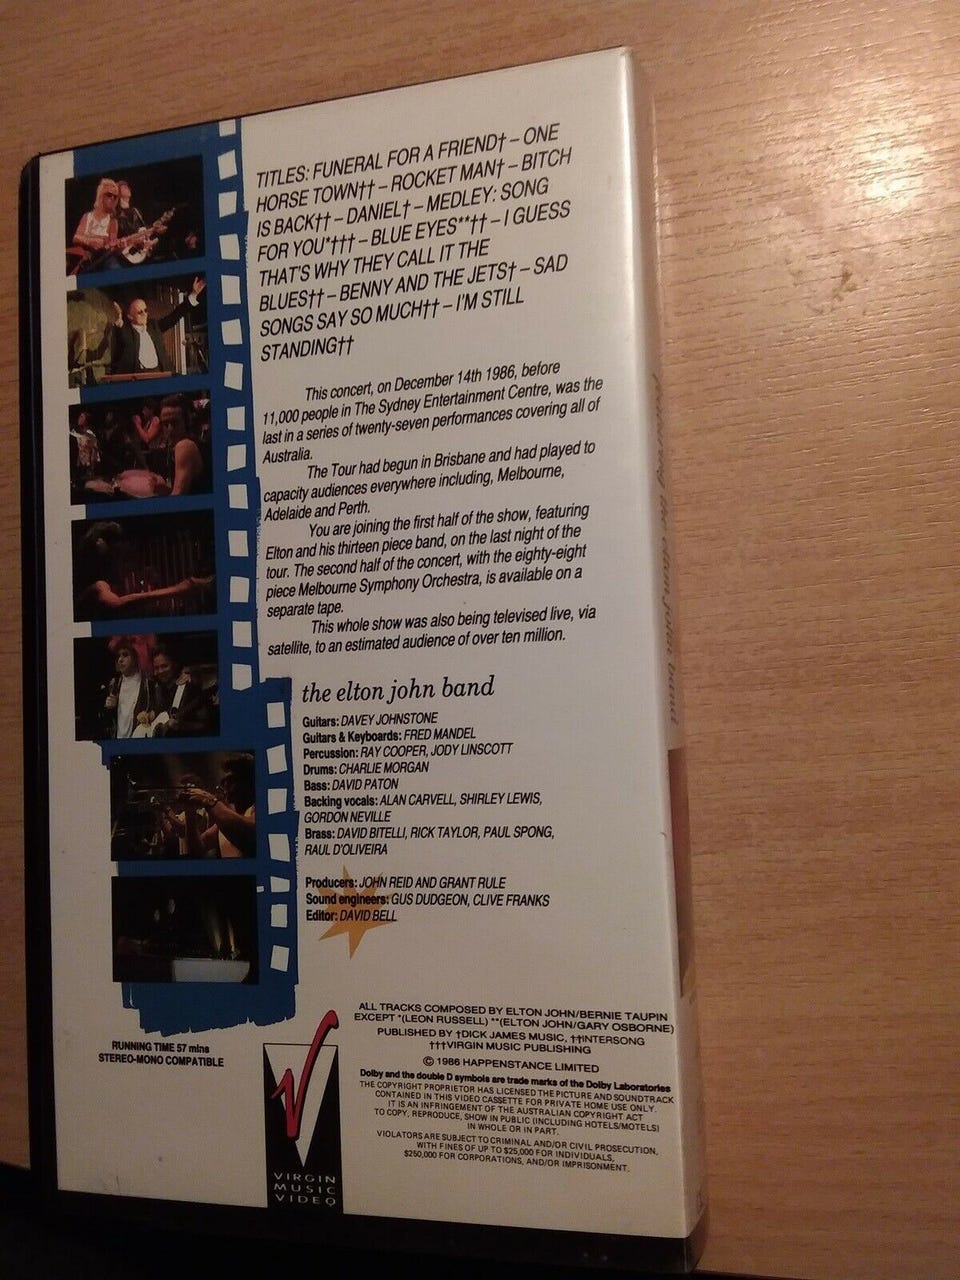 TITLES: FUNERAL FOR A FRIEND† – ONE
HORSE TOWN†† – ROCKET MAN† – BITCH
IS BACK†† – DANIEL† – MEDLEY: SONG
FOR YOU*††† – BLUE EYES**†† – I GUESS
THAT'S WHY THEY CALL IT THE
BLUES†† – BENNY AND THE JETS† – SAD
SONGS SAY SO MUCH†† – I'M STILL
STANDING††
This concert, on December 14th 1986, before
11,000 people in The Sydney Entertainment Centre, was the
last in a series of twenty-seven performances covering all of
Australia.
The Tour had begun in Brisbane and had played to
capacity audiences everywhere including, Melbourne,
Adelaide and Perth.
You are joining the first half of the show, featuring
Elton and his thirteen piece band, on the last night of the
tour. The second half of the concert, with the eighty-eight
piece Melbourne Symphony Orchestra, is available on a
separate tape.
This whole show was also being televised live, via
satellite, to an estimated audience of over ten million.
the elton john band
Guitars: DAVEY JOHNSTONE
Guitars & Keyboards: FRED MANDEL
Percussion: RAY COOPER, JODY LINSCOTT
Drums: CHARLIE MORGAN
Bass: DAVID PATON
Backing vocals: ALAN CARVELL, SHIRLEY LEWIS,
GORDON NEVILLE
Brass: DAVID BITELLI, RICK TAYLOR, PAUL SPONG,
RAUL D'OLIVEIRA
Producers: JOHN REID AND GRANT RULE
Sound engineers: GUS DUDGEON, CLIVE FRANKS
Editor: DAVID BELL
ALL TRACKS COMPOSED BY ELTON JOHN/BERNIE TAUPIN
EXCEPT *(LEON RUSSELL) **(ELTON JOHN/GARY OSBORNE)
PUBLISHED BY †DICK JAMES MUSIC, ††INTERSONG
†††VIRGIN MUSIC PUBLISHING
© 1986 HAPPENSTANCE LIMITED
Dolby and the double D symbols are trade marks of the Dolby Laboratories
THE COPYRIGHT PROPRIETOR HAS LICENSED THE PICTURE AND SOUNDTRACK
CONTAINED IN THIS VIDEO CASSETTE FOR PRIVATE HOME USE ONLY.
IT IS AN INFRINGEMENT OF THE AUSTRALIAN COPYRIGHT ACT
TO COPY, REPRODUCE, SHOW IN PUBLIC (INCLUDING HOTELS/MOTELS)
IN WHOLE OR IN PART.
VIOLATORS ARE SUBJECT TO CRIMINAL AND/OR CIVIL PROSECUTION,
WITH FINES OF UP TO $25,000 FOR INDIVIDUALS,
$250,000 FOR CORPORATIONS, AND/OR IMPRISONMENT.
RUNNING TIME 57 mins
STEREO-MONO COMPATIBLE
VIRGIN
MUSIC
VIDEO
the elton john band